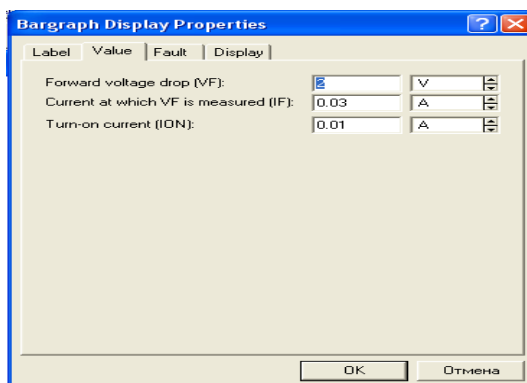 Bargraph Display Properties
Label Value Fault Display
Forward voltage drop (VF): 2 V
Current at which VF is measured (IF): 0.03 A
Turn-on current (ION): 0.01 A
OK Отмена